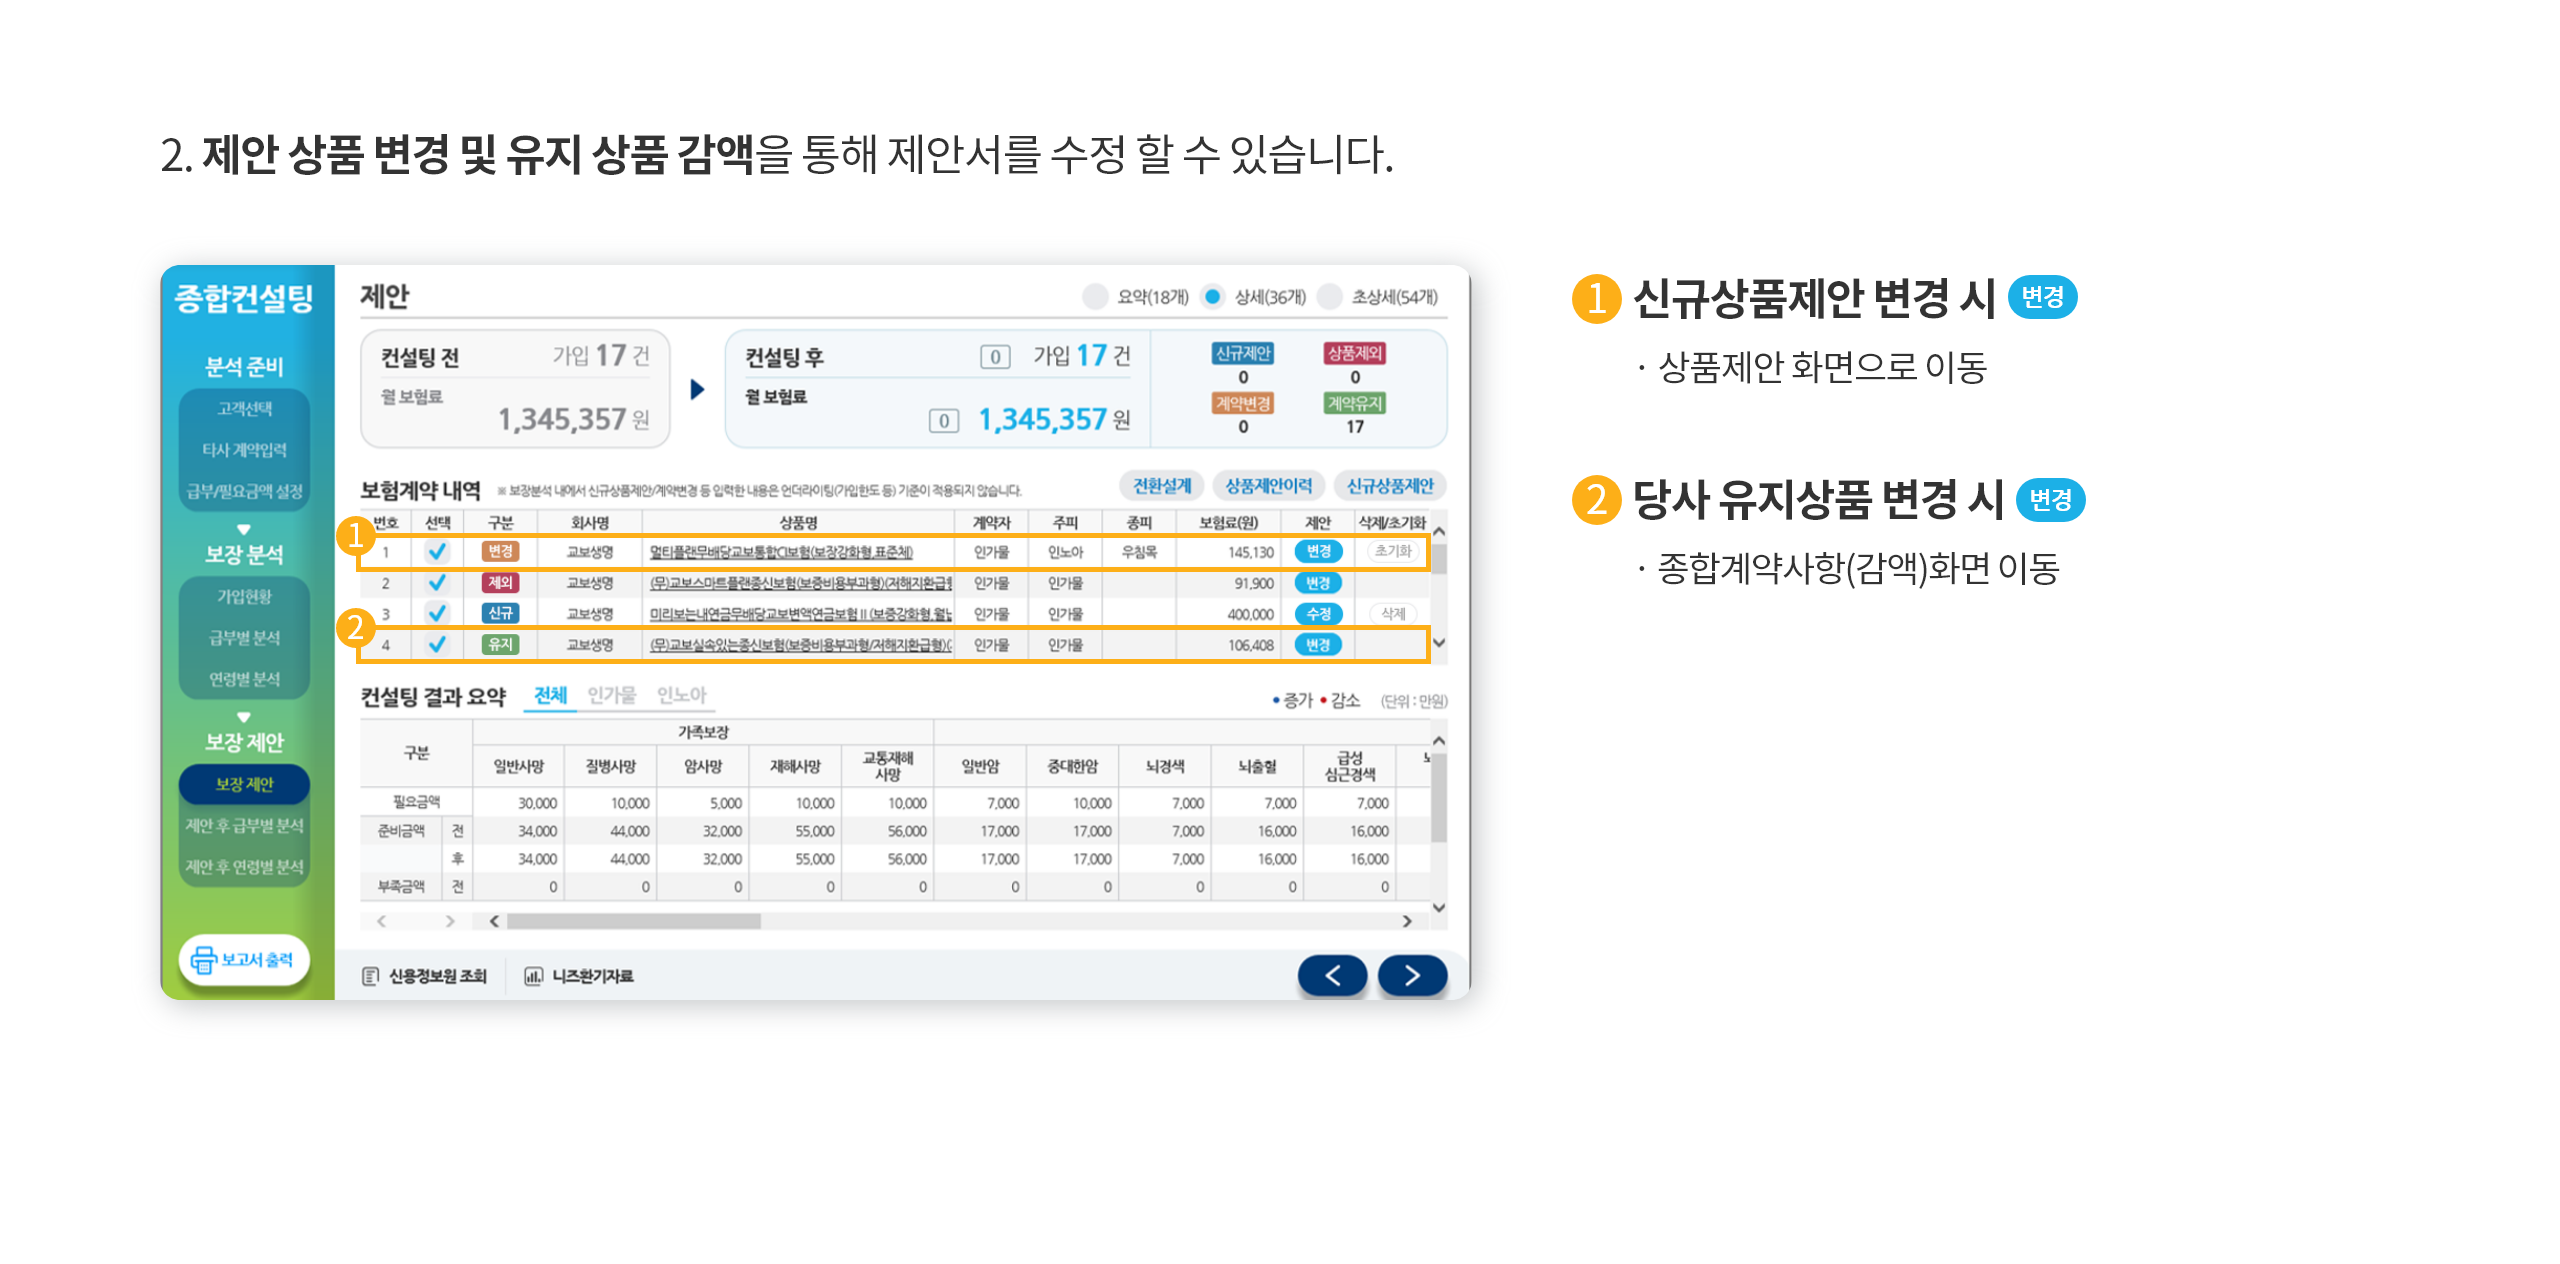 2. 제안 상품 변경 및 유지 상품 감액을 통해 제안서를 수정 할 수 있습니다.
종합컨설팅
분석 준비
고객선택
타사 계약입력
급부/필요금액 설정
보장 분석
가입현황
급부별 분석
연령별 분석
보장 제안
보장 제안
제안 후 급부별 분석
제안 후 연령별 분석
보고서 출력
제안
요약(18개) 상세(36개) 초상세(54개)
컨설팅 전 가입 17 건
월 보험료
1,345,357 원
컨설팅 후 0 가입 17 건
월 보험료
0 1,345,357 원
신규제안 상품제외
0 0
계약변경 계약유지
0 17
보험계약 내역 ※ 보장분석 내에서 신규상품제안/계약변경 등 입력한 내용은 언더라이팅(가입한도 등) 기준이 적용되지 않습니다.
전환설계 상품제안이력 신규상품제안
번호 선택 구분 회사명 상품명 계약자 주피 종피 보험료(원) 제안 삭제/초기화
1
1 변경 교보생명 멀티플랜무배당교보통합CI보험(보장강화형,표준체) 인가물 인노아 우침목 145,130 변경 초기화
2 제외 교보생명 (무)교보스마트플랜종신보험(보증비용부과형)(저해지환급형 인가물 인가물 91,900 변경
3 신규 교보생명 미리보는내연금무배당교보변액연금보험 II (보증강화형,월납 인가물 인가물 400,000 수정 삭제
2
4 유지 교보생명 (무)교보실속있는종신보험(보증비용부과형/저해지환급형)( 인가물 인가물 106,408 변경
컨설팅 결과 요약 전체 인가물 인노아
• 증가 • 감소 (단위 : 만원)
구분 가족보장
일반사망 질병사망 암사망 재해사망 교통재해 사망 일반암 중대한암 뇌경색 뇌출혈 급성 심근경색
필요금액 30,000 10,000 5,000 10,000 10,000 7,000 10,000 7,000 7,000 7,000
준비금액 전 34,000 44,000 32,000 55,000 56,000 17,000 17,000 7,000 16,000 16,000
후 34,000 44,000 32,000 55,000 56,000 17,000 17,000 7,000 16,000 16,000
부족금액 전 0 0 0 0 0 0 0 0 0 0
신용정보원 조회 니즈환기자료
1 신규상품제안 변경 시 변경
· 상품제안 화면으로 이동
2 당사 유지상품 변경 시 변경
· 종합계약사항(감액)화면 이동